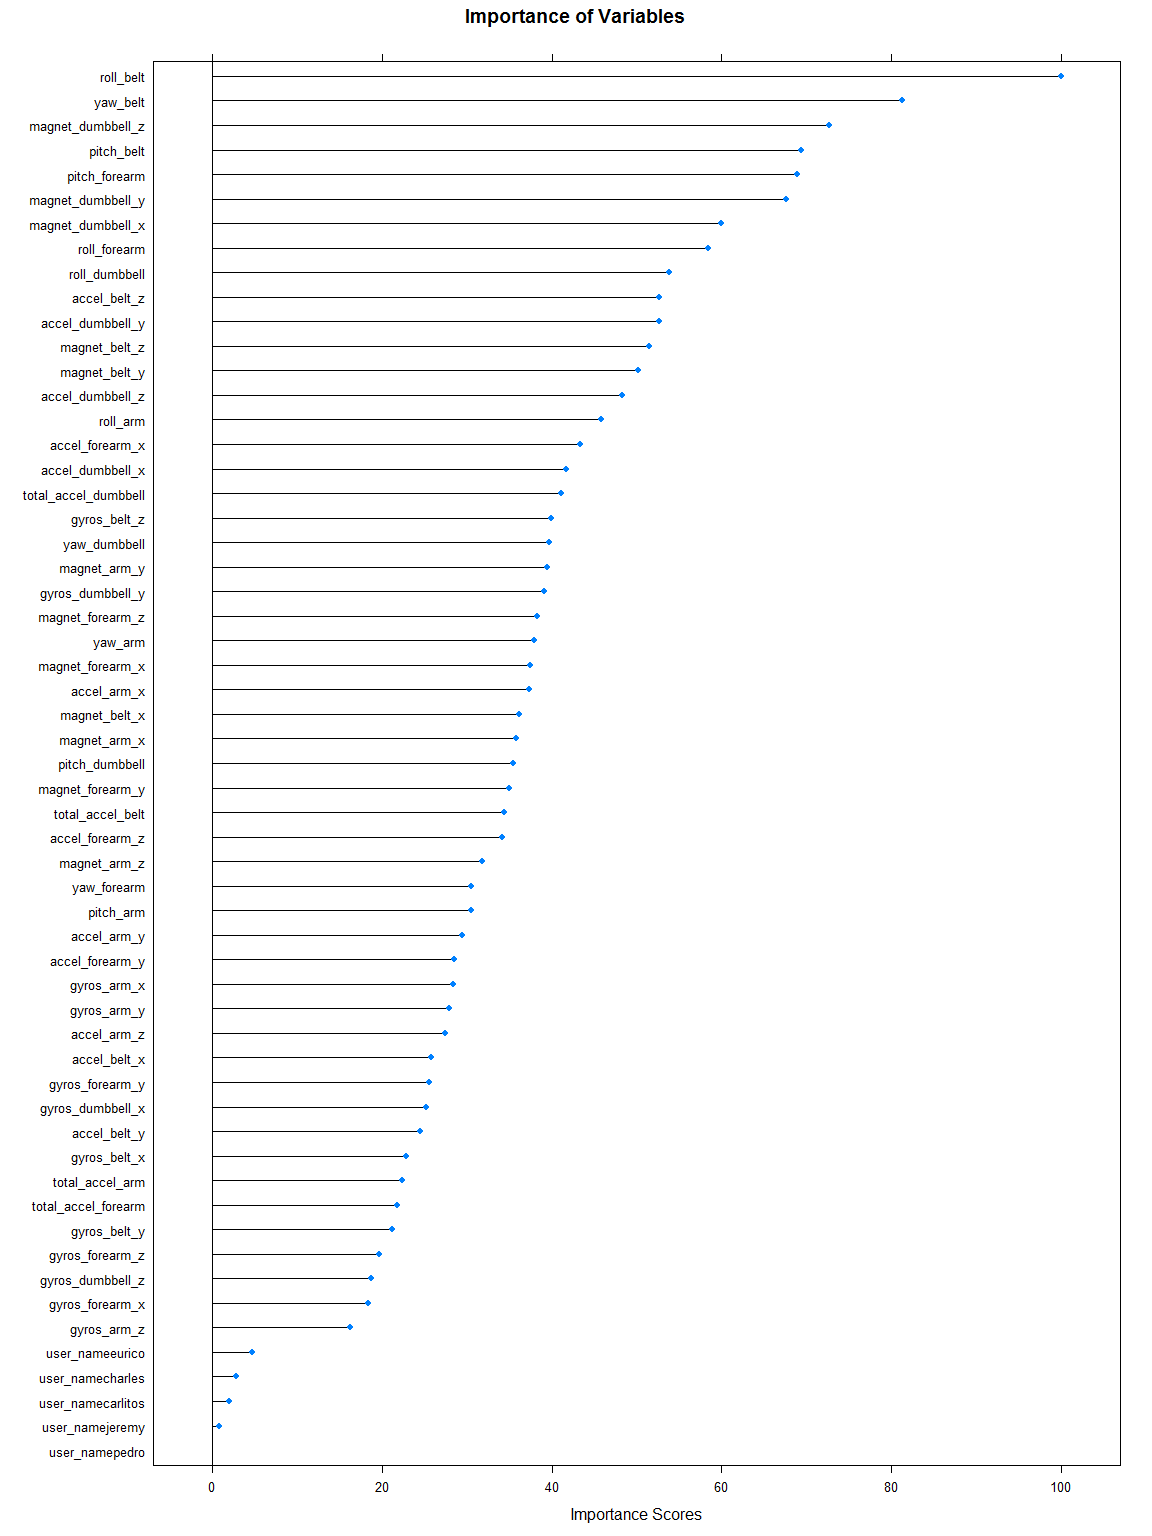 Importance of Variables
roll_belt
yaw_belt
magnet_dumbbell_z
pitch_belt
pitch_forearm
magnet_dumbbell_y
magnet_dumbbell_x
roll_forearm
roll_dumbbell
accel_belt_z
accel_dumbbell_y
magnet_belt_z
magnet_belt_y
accel_dumbbell_z
roll_arm
accel_forearm_x
accel_dumbbell_x
total_accel_dumbbell
gyros_belt_z
yaw_dumbbell
magnet_arm_y
gyros_dumbbell_y
magnet_forearm_z
yaw_arm
magnet_forearm_x
accel_arm_x
magnet_belt_x
magnet_arm_x
pitch_dumbbell
magnet_forearm_y
total_accel_belt
accel_forearm_z
magnet_arm_z
yaw_forearm
pitch_arm
accel_arm_y
accel_forearm_y
gyros_arm_x
gyros_arm_y
accel_arm_z
accel_belt_x
gyros_forearm_y
gyros_dumbbell_x
accel_belt_y
gyros_belt_x
total_accel_arm
total_accel_forearm
gyros_belt_y
gyros_forearm_z
gyros_dumbbell_z
gyros_forearm_x
gyros_arm_z
user_nameeurico
user_namecharles
user_namecarlitos
user_namejeremy
user_namepedro
0 20 40 60 80 100
Importance Scores